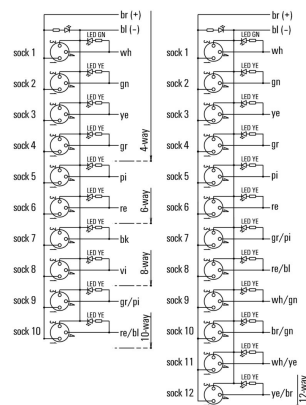 br (+)
bl (–)
LED GN
sock 1 wh
LED YE
sock 2 gn
LED YE
sock 3 ye
LED YE
sock 4 gr
4-way
LED YE
sock 5 pi
LED YE
sock 6 re
6-way
LED YE
sock 7 bk
LED YE
sock 8 vi
8-way
LED YE
sock 9 gr/pi
LED YE
sock 10 re/bl
10-way
br (+)
bl (–)
LED GN
sock 1 wh
LED YE
sock 2 gn
LED YE
sock 3 ye
LED YE
sock 4 gr
LED YE
sock 5 pi
LED YE
sock 6 re
LED YE
sock 7 gr/pi
LED YE
sock 8 re/bl
LED YE
sock 9 wh/gn
LED YE
sock 10 br/gn
LED YE
sock 11 wh/ye
LED YE
sock 12 ye/br
12-way